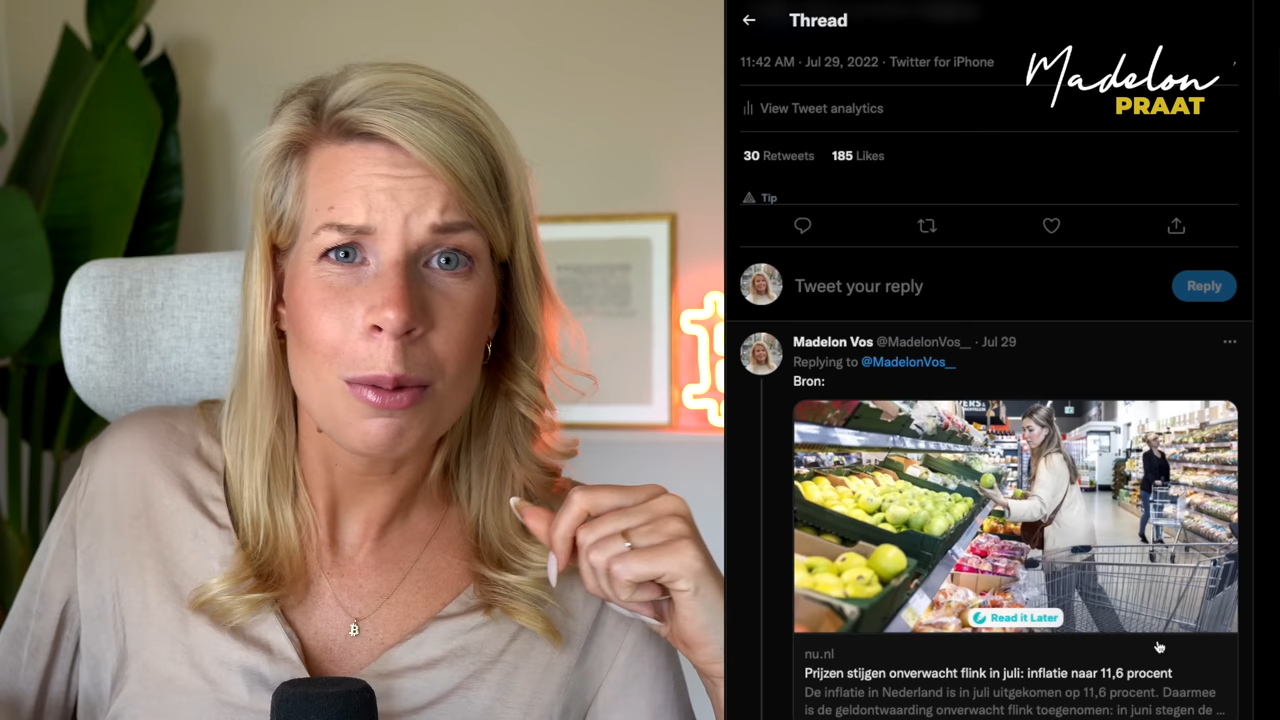 Thread
11:42 AM · Jul 29, 2022 · Twitter for iPhone
Madelon
PRAAT
View Tweet analytics
30 Retweets 185 Likes
Tip
Tweet your reply
Reply
Madelon Vos @MadelonVos__ · Jul 29
Replying to @MadelonVos__
Bron:
Read it Later
nu.nl
Prijzen stijgen onverwacht flink in juli: inflatie naar 11,6 procent
De inflatie in Nederland is in juli uitgekomen op 11,6 procent. Daarmee
is de geldontwaarding onverwacht flink toegenomen: in juni stegen de ...